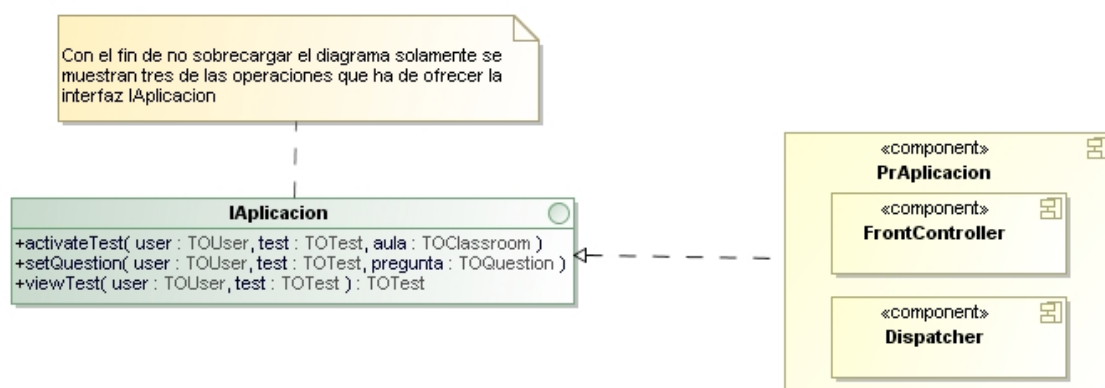 Con el fin de no sobrecargar el diagrama solamente se
muestran tres de las operaciones que ha de ofrecer la
interfaz IAplicacion
IAplicacion
+activateTest( user : TOUser, test : TOTest, aula : TOClassroom )
+setQuestion( user : TOUser, test : TOTest, pregunta : TOQuestion )
+viewTest( user : TOUser, test : TOTest ) : TOTest
«component»
PrAplicacion
«component»
FrontController
«component»
Dispatcher